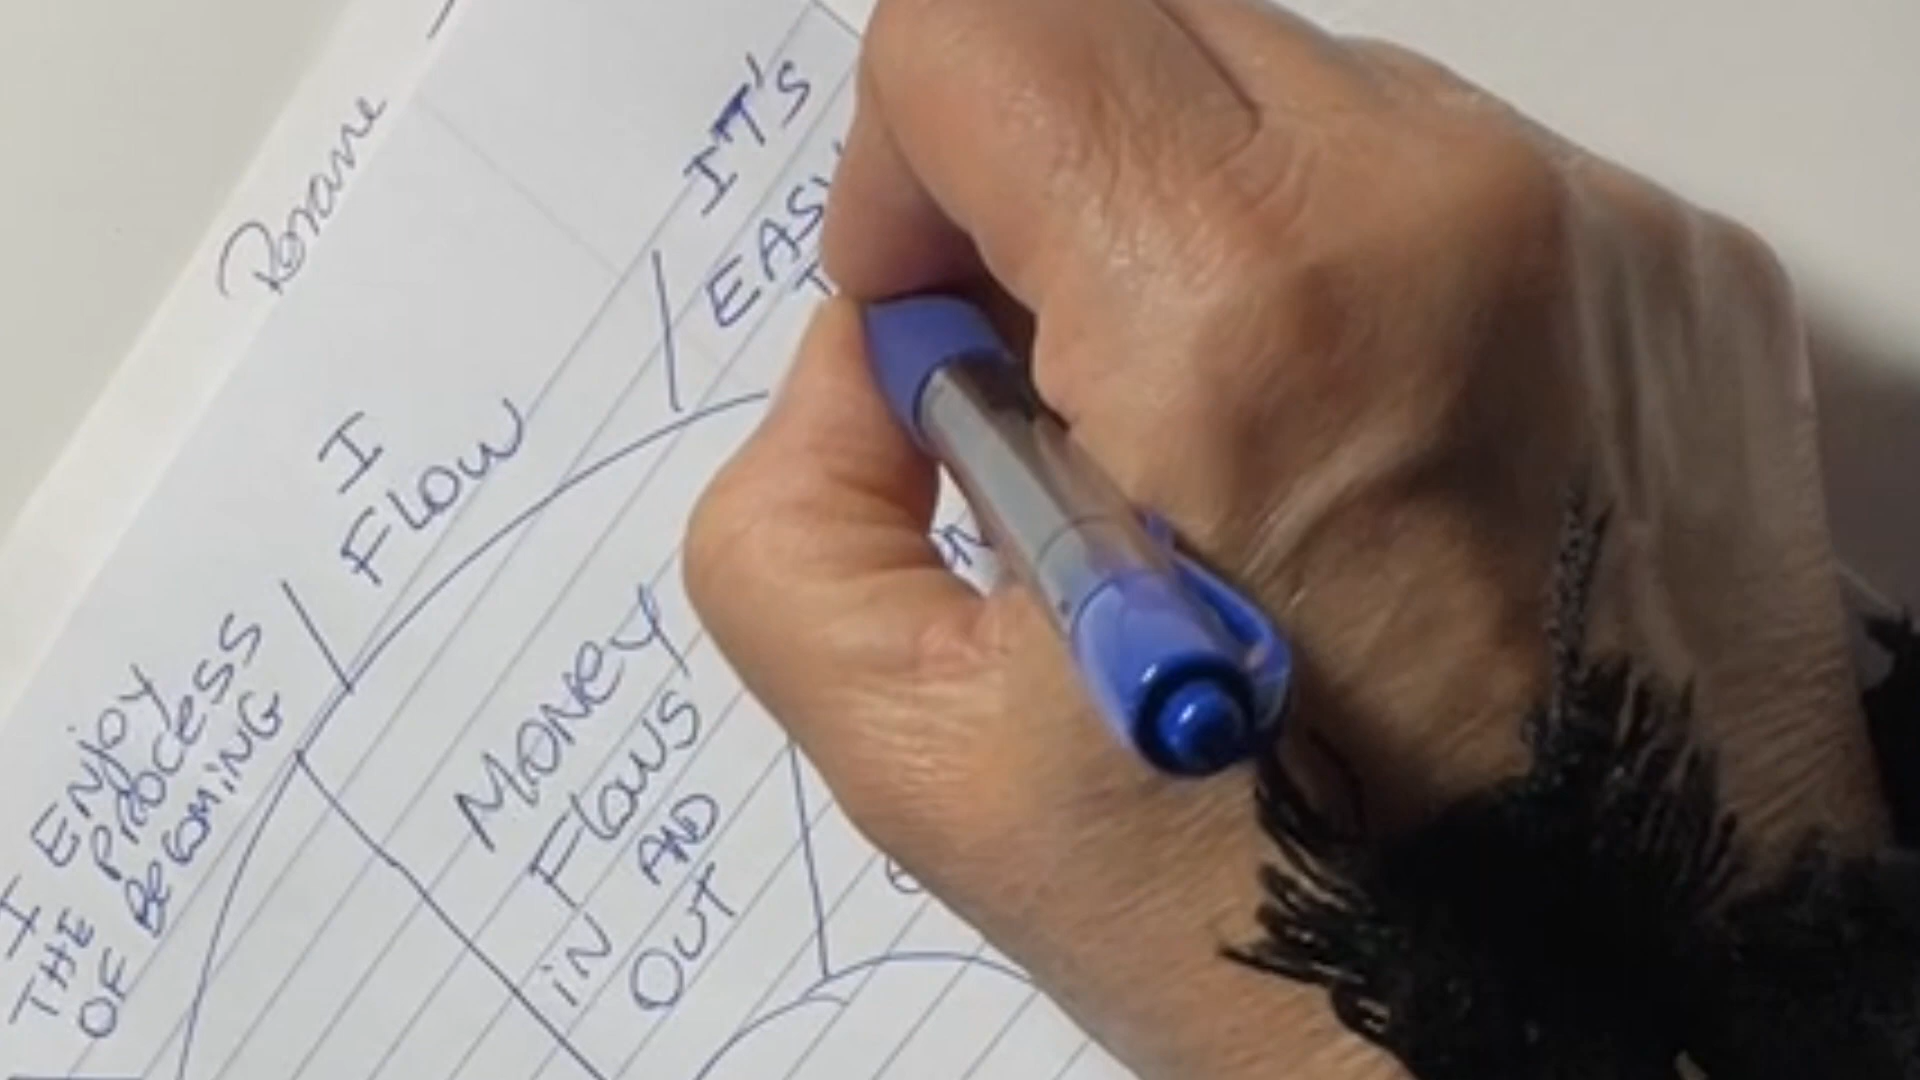 Roxane
IT'S
EASY
I
FLOW
I ENJOY
THE PROCESS
OF BECOMING
MONEY
FLOWS
IN AND
OUT